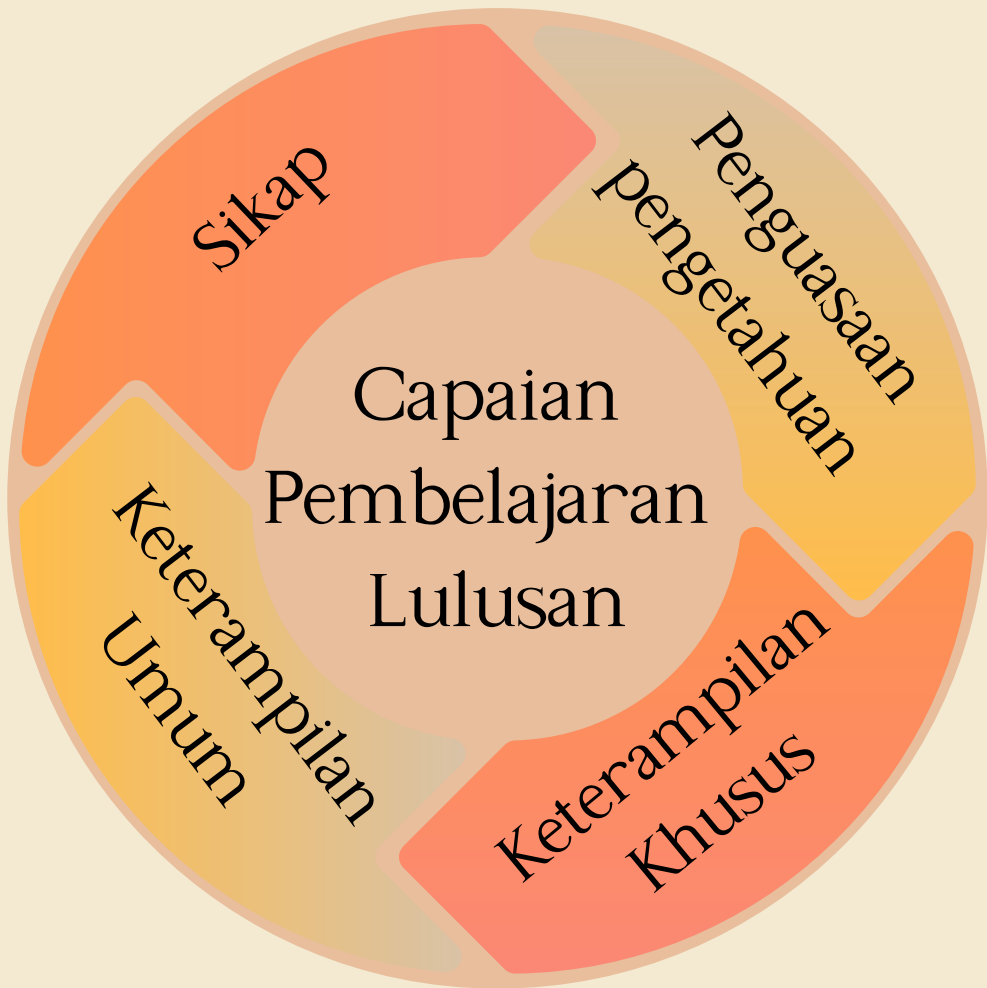 Sikap
Penguasaan
pengetahuan
Capaian
Pembelajaran
Lulusan
Keterampilan
Umum
Keterampilan
Khusus